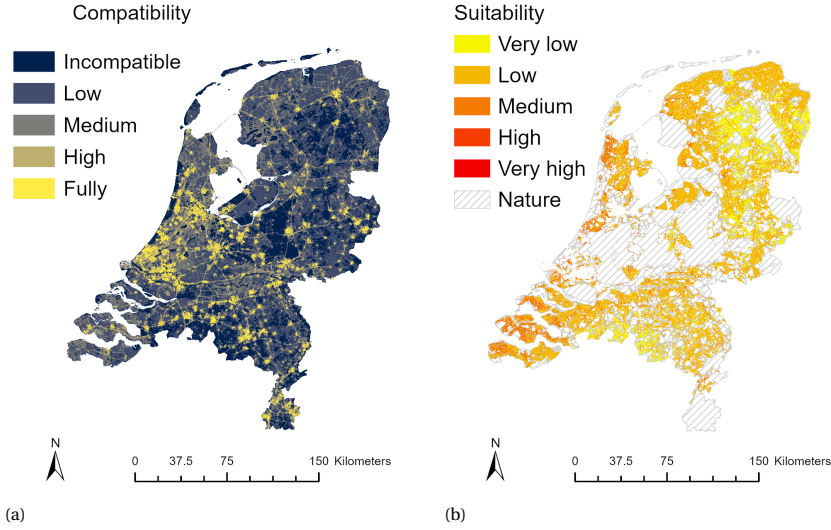 Compatibility
Incompatible
Low
Medium
High
Fully
N
0 37.5 75 150 Kilometers
(a)
Suitability
Very low
Low
Medium
High
Very high
Nature
N
0 37.5 75 150 Kilometers
(b)